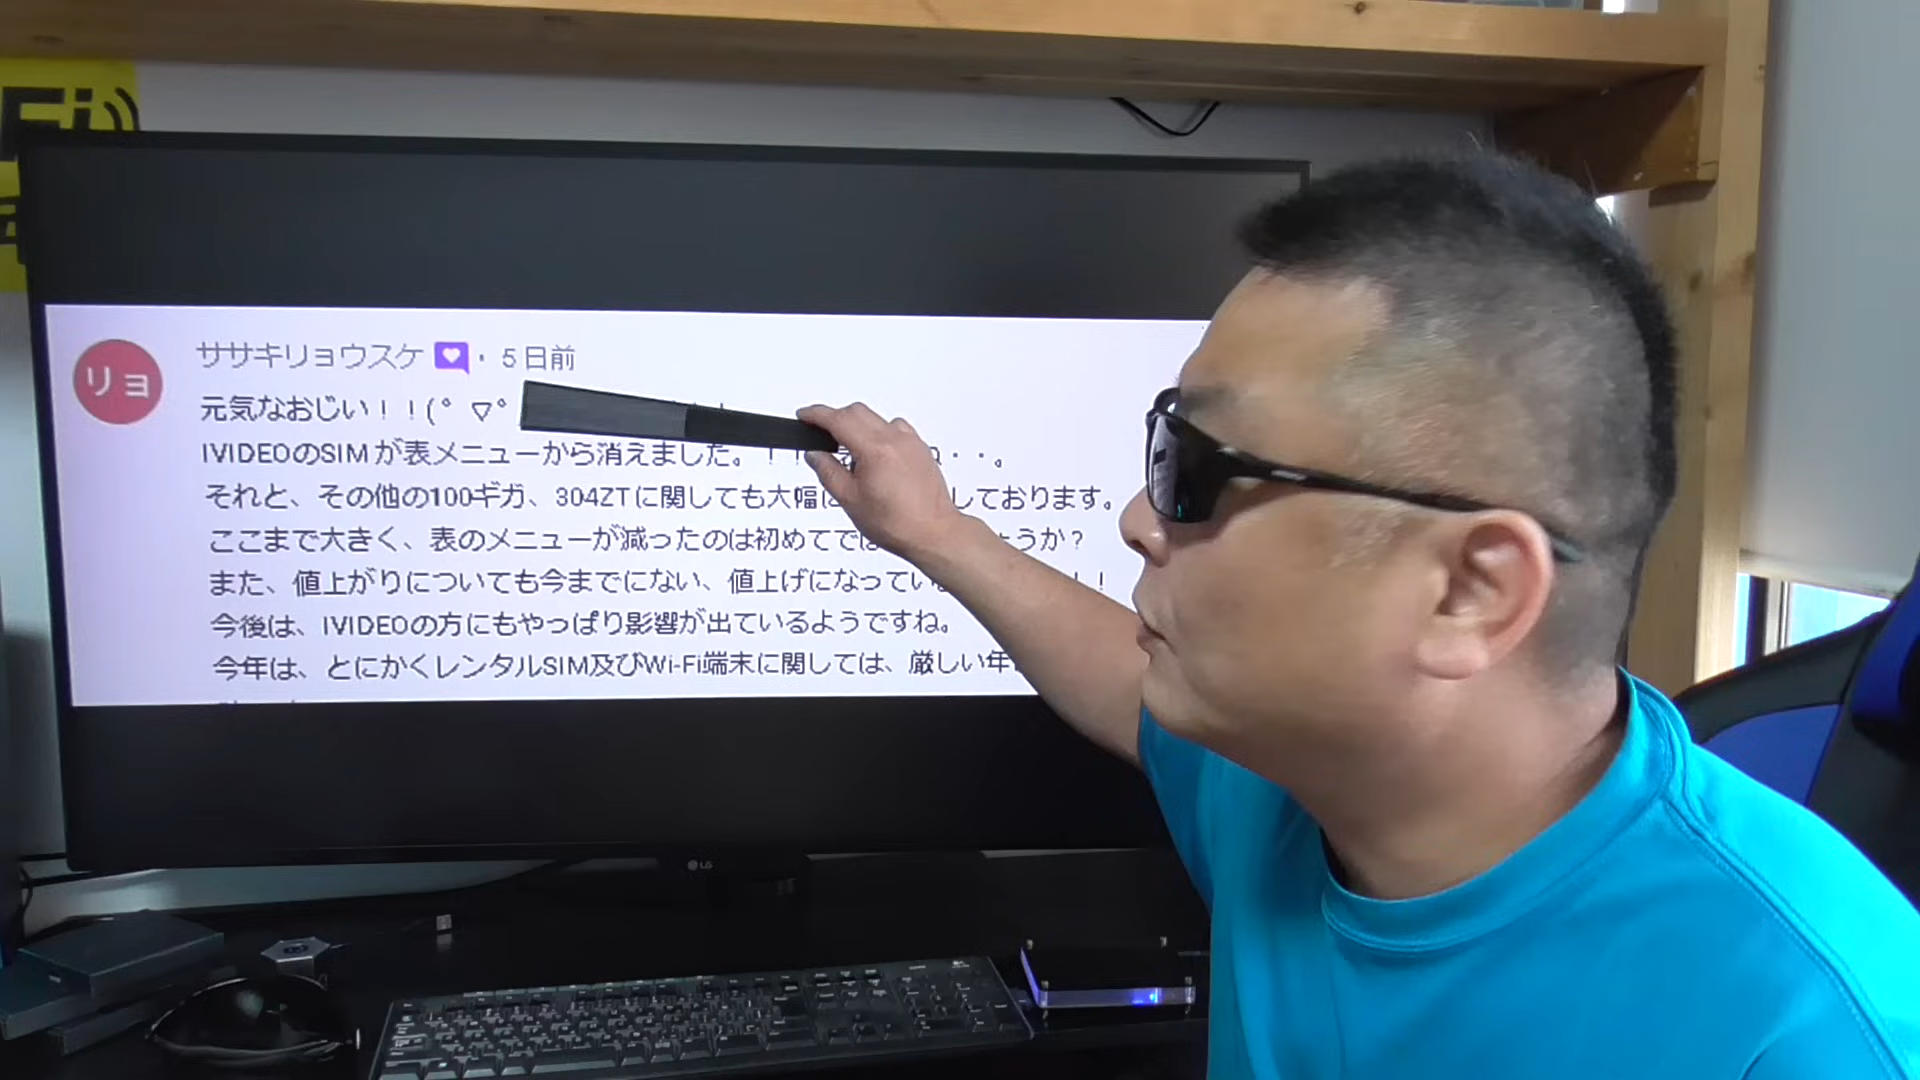 Fi
リョ
ササキリョウスケ ・5日前
元気なおじい！！(ﾟ ▽ﾟ
IVIDEOのSIMが表メニューから消えました。！！
それと、その他の100ギガ、304ZTに関しても大幅に しております。
ここまで大きく、表のメニューが減ったのは初めてでは ょうか？
また、値上がりについても今までにない、値上げになってい ！
今後は、IVIDEOの方にもやっぱり影響が出ているようですね。
今年は、とにかくレンタルSIM及びWi-Fi端末に関しては、厳しい年
LG